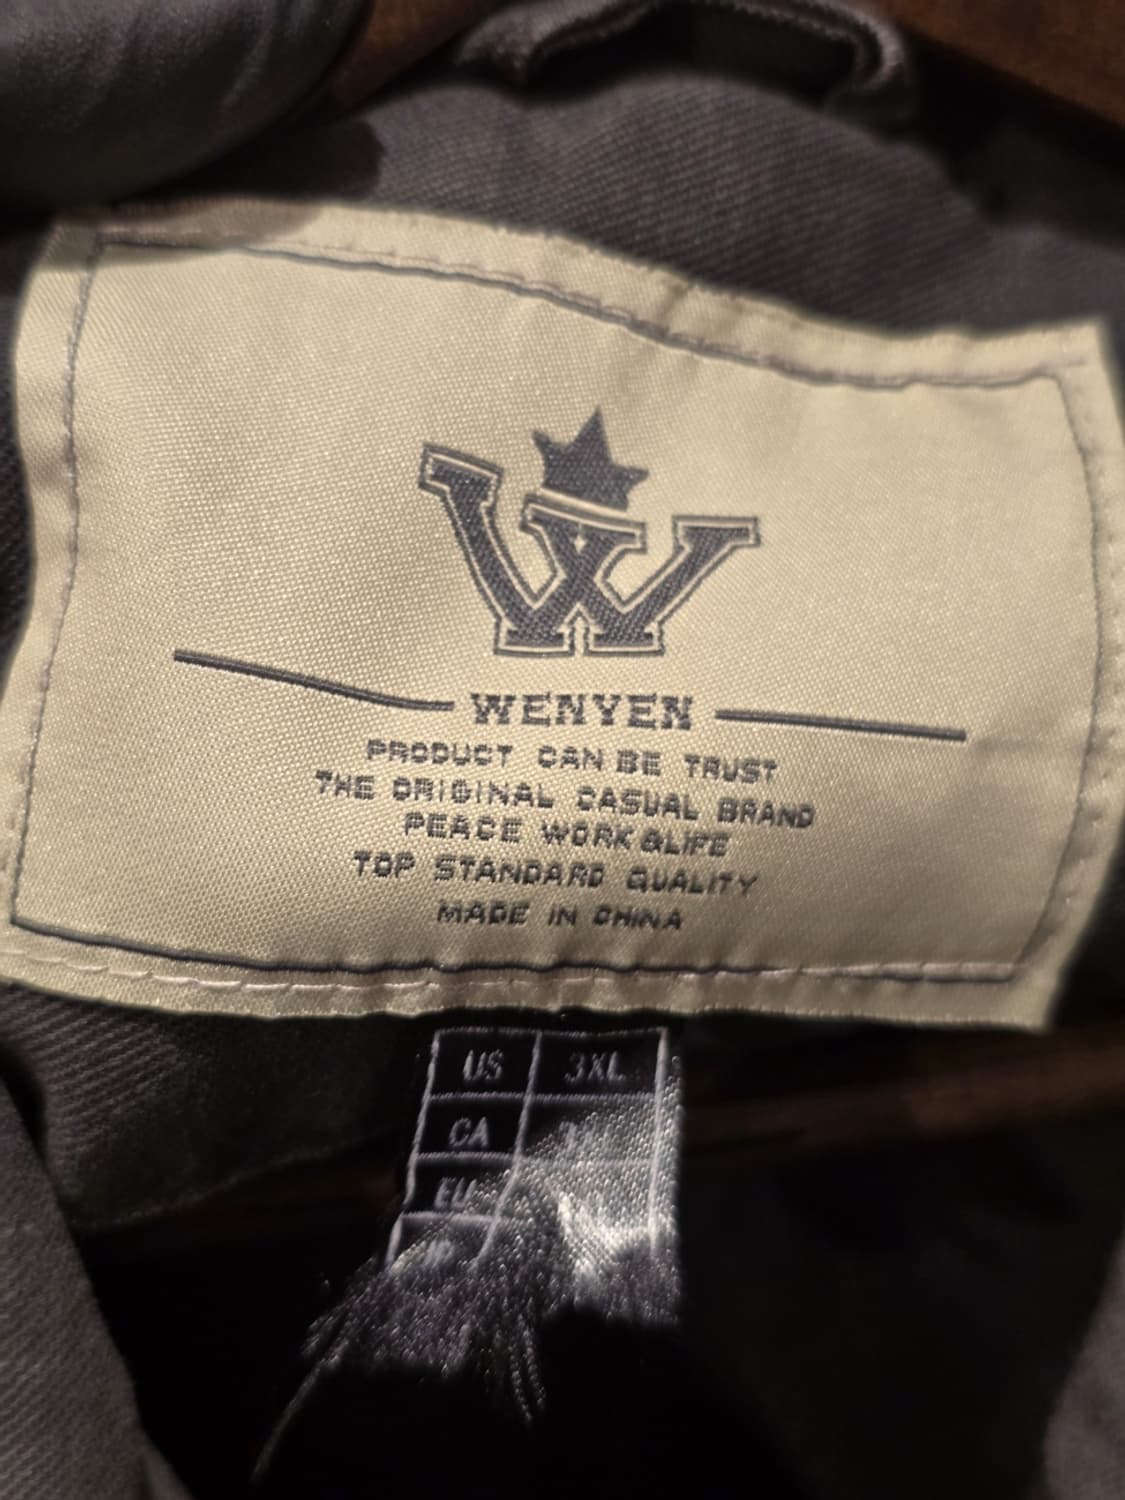 W
WENYEN
PRODUCT CAN BE TRUST
THE ORIGINAL CASUAL BRAND
PEACE WORK&LIFE
TOP STANDARD QUALITY
MADE IN CHINA
US 3XL
CA
EU